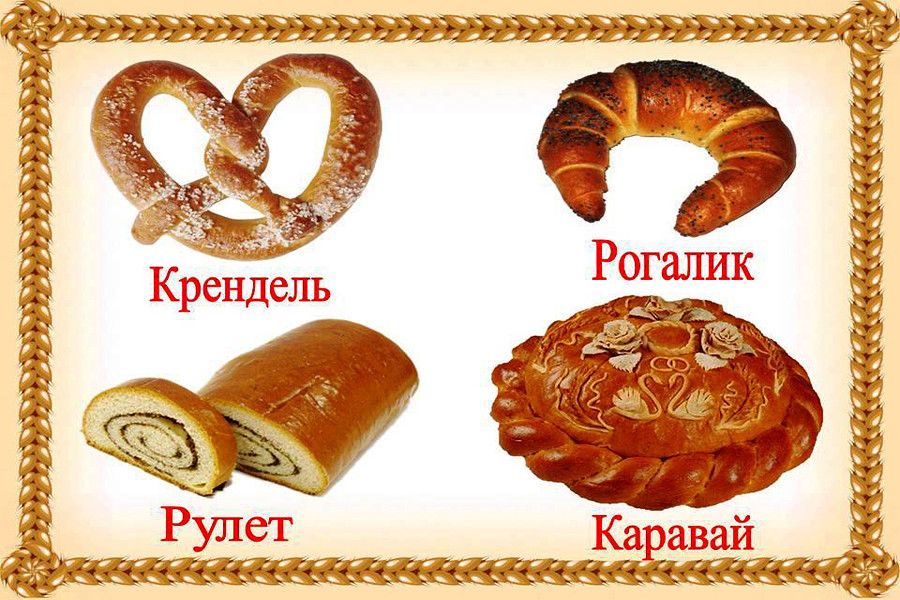 Крендель
Рогалик
Рулет
Каравай